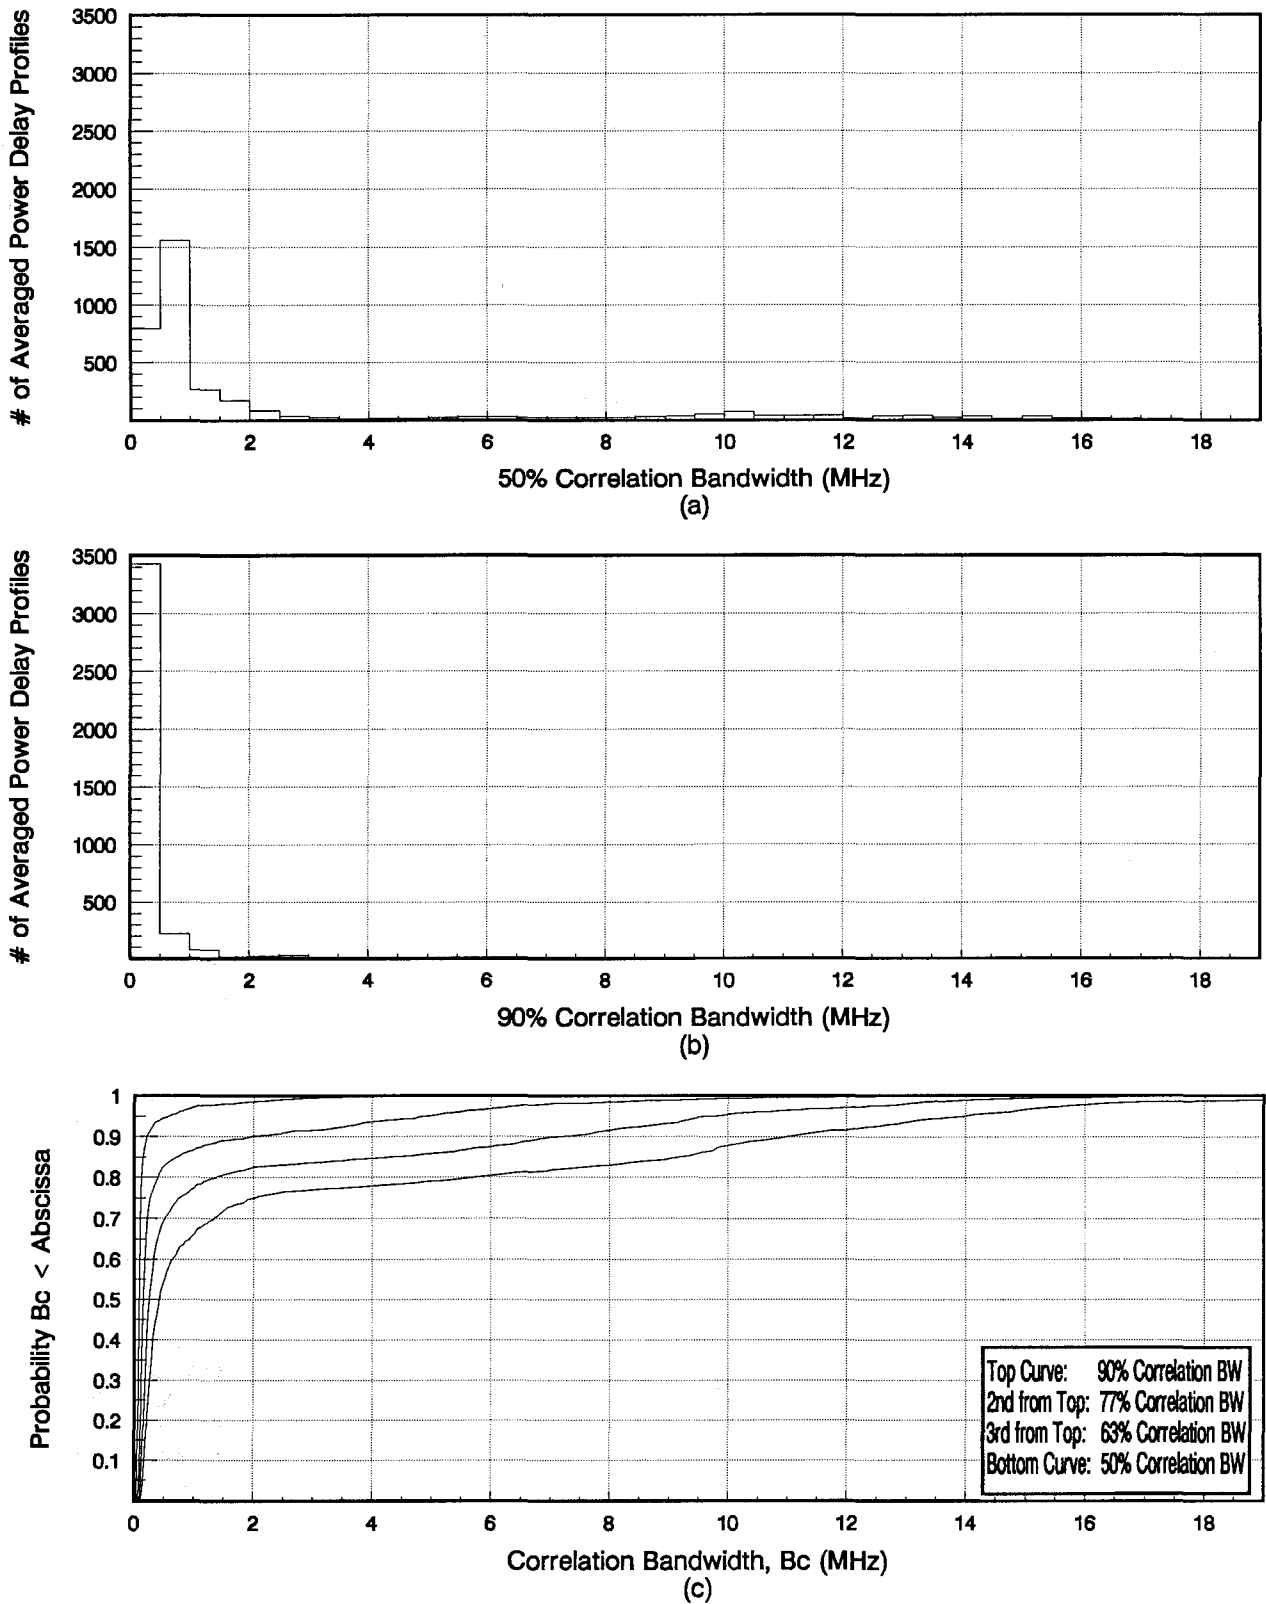 # of Averaged Power Delay Profiles
3500
3000
2500
2000
1500
1000
500
0 2 4 6 8 10 12 14 16 18
50% Correlation Bandwidth (MHz)
(a)
# of Averaged Power Delay Profiles
3500
3000
2500
2000
1500
1000
500
0 2 4 6 8 10 12 14 16 18
90% Correlation Bandwidth (MHz)
(b)
Probability Bc < Abscissa
1
0.9
0.8
0.7
0.6
0.5
0.4
0.3
0.2
0.1
Top Curve: 90% Correlation BW
2nd from Top: 77% Correlation BW
3rd from Top: 63% Correlation BW
Bottom Curve: 50% Correlation BW
0 2 4 6 8 10 12 14 16 18
Correlation Bandwidth, Bc (MHz)
(c)